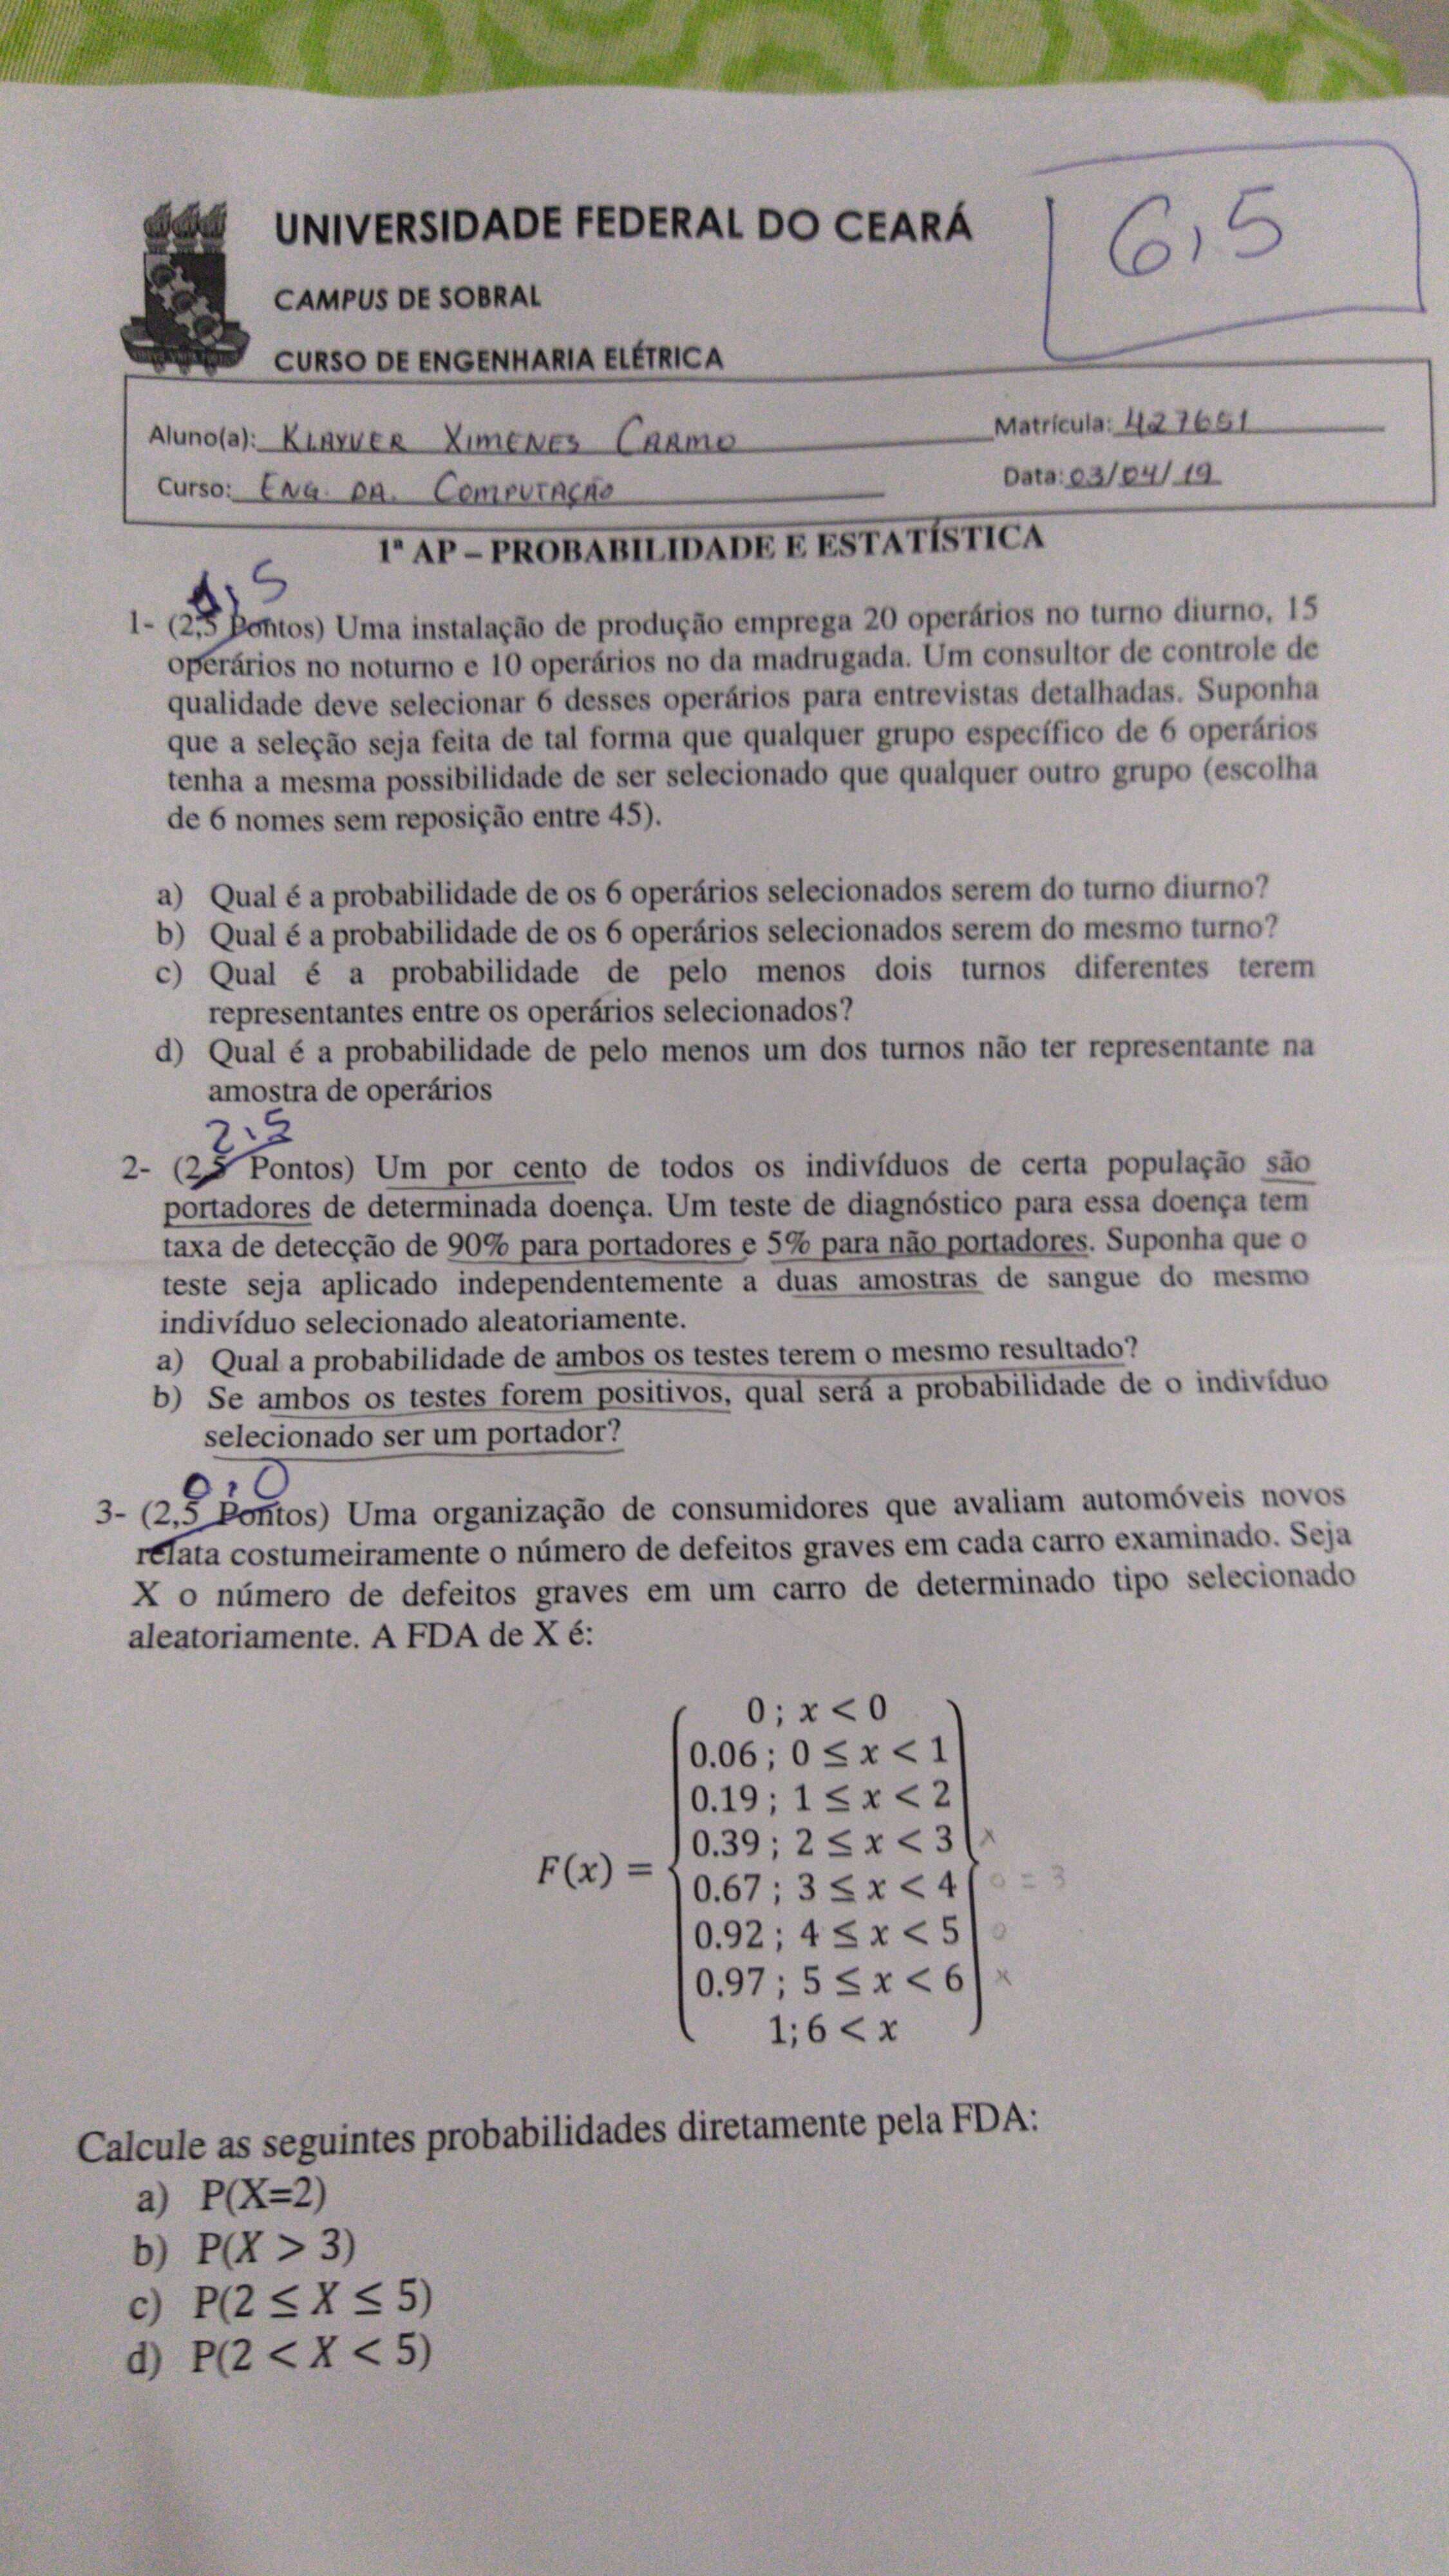 UNIVERSIDADE FEDERAL DO CEARÁ
6,5
CAMPUS DE SOBRAL
CURSO DE ENGENHARIA ELÉTRICA
Aluno(a): Ximenes Carmo
Matrícula: 427651
Curso: Eng. da. Computação
Data: 03/04/19
1ª AP – PROBABILIDADE E ESTATÍSTICA
1- (2,5 Pontos) Uma instalação de produção emprega 20 operários no turno diurno, 15
operários no noturno e 10 operários no da madrugada. Um consultor de controle de
qualidade deve selecionar 6 desses operários para entrevistas detalhadas. Suponha
que a seleção seja feita de tal forma que qualquer grupo específico de 6 operários
tenha a mesma possibilidade de ser selecionado que qualquer outro grupo (escolha
de 6 nomes sem reposição entre 45).
a) Qual é a probabilidade de os 6 operários selecionados serem do turno diurno?
b) Qual é a probabilidade de os 6 operários selecionados serem do mesmo turno?
c) Qual é a probabilidade de pelo menos dois turnos diferentes terem
representantes entre os operários selecionados?
d) Qual é a probabilidade de pelo menos um dos turnos não ter representante na
amostra de operários
2,5
2- (2,5 Pontos) Um por cento de todos os indivíduos de certa população são
portadores de determinada doença. Um teste de diagnóstico para essa doença tem
taxa de detecção de 90% para portadores e 5% para não portadores. Suponha que o
teste seja aplicado independentemente a duas amostras de sangue do mesmo
indivíduo selecionado aleatoriamente.
a) Qual a probabilidade de ambos os testes terem o mesmo resultado?
b) Se ambos os testes forem positivos, qual será a probabilidade de o indivíduo
selecionado ser um portador?
0,0
3- (2,5 Pontos) Uma organização de consumidores que avaliam automóveis novos
relata costumeiramente o número de defeitos graves em cada carro examinado. Seja
X o número de defeitos graves em um carro de determinado tipo selecionado
aleatoriamente. A FDA de X é:
0; x < 0
0.06; 0 ≤ x < 1
0.19; 1 ≤ x < 2
0.39; 2 ≤ x < 3
F(x) =
0.67; 3 ≤ x < 4
0.92; 4 ≤ x < 5
0.97; 5 ≤ x < 6
1; 6 < x
Calcule as seguintes probabilidades diretamente pela FDA:
a) P(X=2)
b) P(X > 3)
c) P(2 ≤ X ≤ 5)
d) P(2 < X < 5)